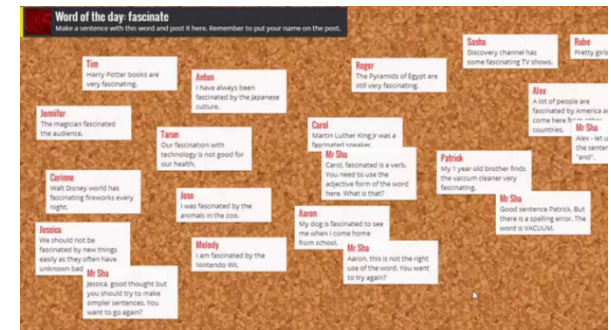 Word of the day: fascinate
Make a sentence with this word and post it here. Remember to put your name on the post.
Sasha
Discovery channel has
some fascinating TV shows.
Rube
Pretty girls
Tim
Harry Potter books are
very fascinating.
Anton
I have always been
fascinated by the Japanese
culture.
Roger
The Pyramids of Egypt are
still very fascinating.
Alex
A lot of people are
fascinated by America an
come here from other
countries.
Mr Sha
Alex - let u
the senten
"and".
Jennifer
The magician fascinated
the audience.
Tarun
Our fascination with
technology is not good for
our health.
Carol
Martin Luther King Jr was a
fascinated speaker.
Mr Sha
Carol, fascinated is a verb.
You need to use the
adjective form of the word
here. What is that?
Patrick
My 1 year old brother finds
the vaccum cleaner very
fascinating.
Mr Sha
Good sentence Patrick. But
there is a spelling error. The
word is VACUUM.
Corinne
Walt Disney world has
fascinating fireworks every
night.
Jose
I was fascinated by the
animals in the zoo.
Aaron
My dog is fascinated to see
me when I come home
from school.
Mr Sha
Aaron, this is not the right
use of the word. You want
to try again?
Jessica
We should not be
fascinated by new things
easily as they often have
unknown bad
Mr Sha
Jessica, good thought but
you should try to make
simpler sentences. You
want to go again?
Melody
I am fascinated by the
Nintendo Wii.